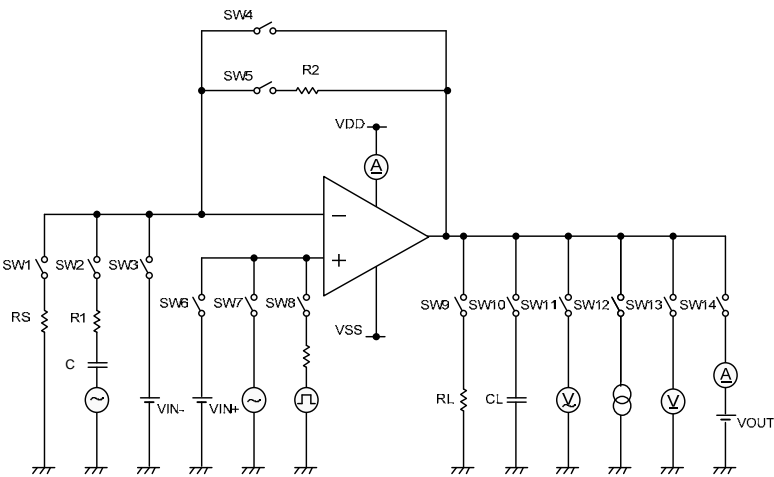 SW4
SW5
R2
VDD
A
−
+
SW1
SW2
SW3
SW6
SW7
SW8
SW9
SW10
SW11
SW12
SW13
SW14
VSS
RS
R1
C
VIN-
VIN+
RL
CL
V
V
A
VOUT